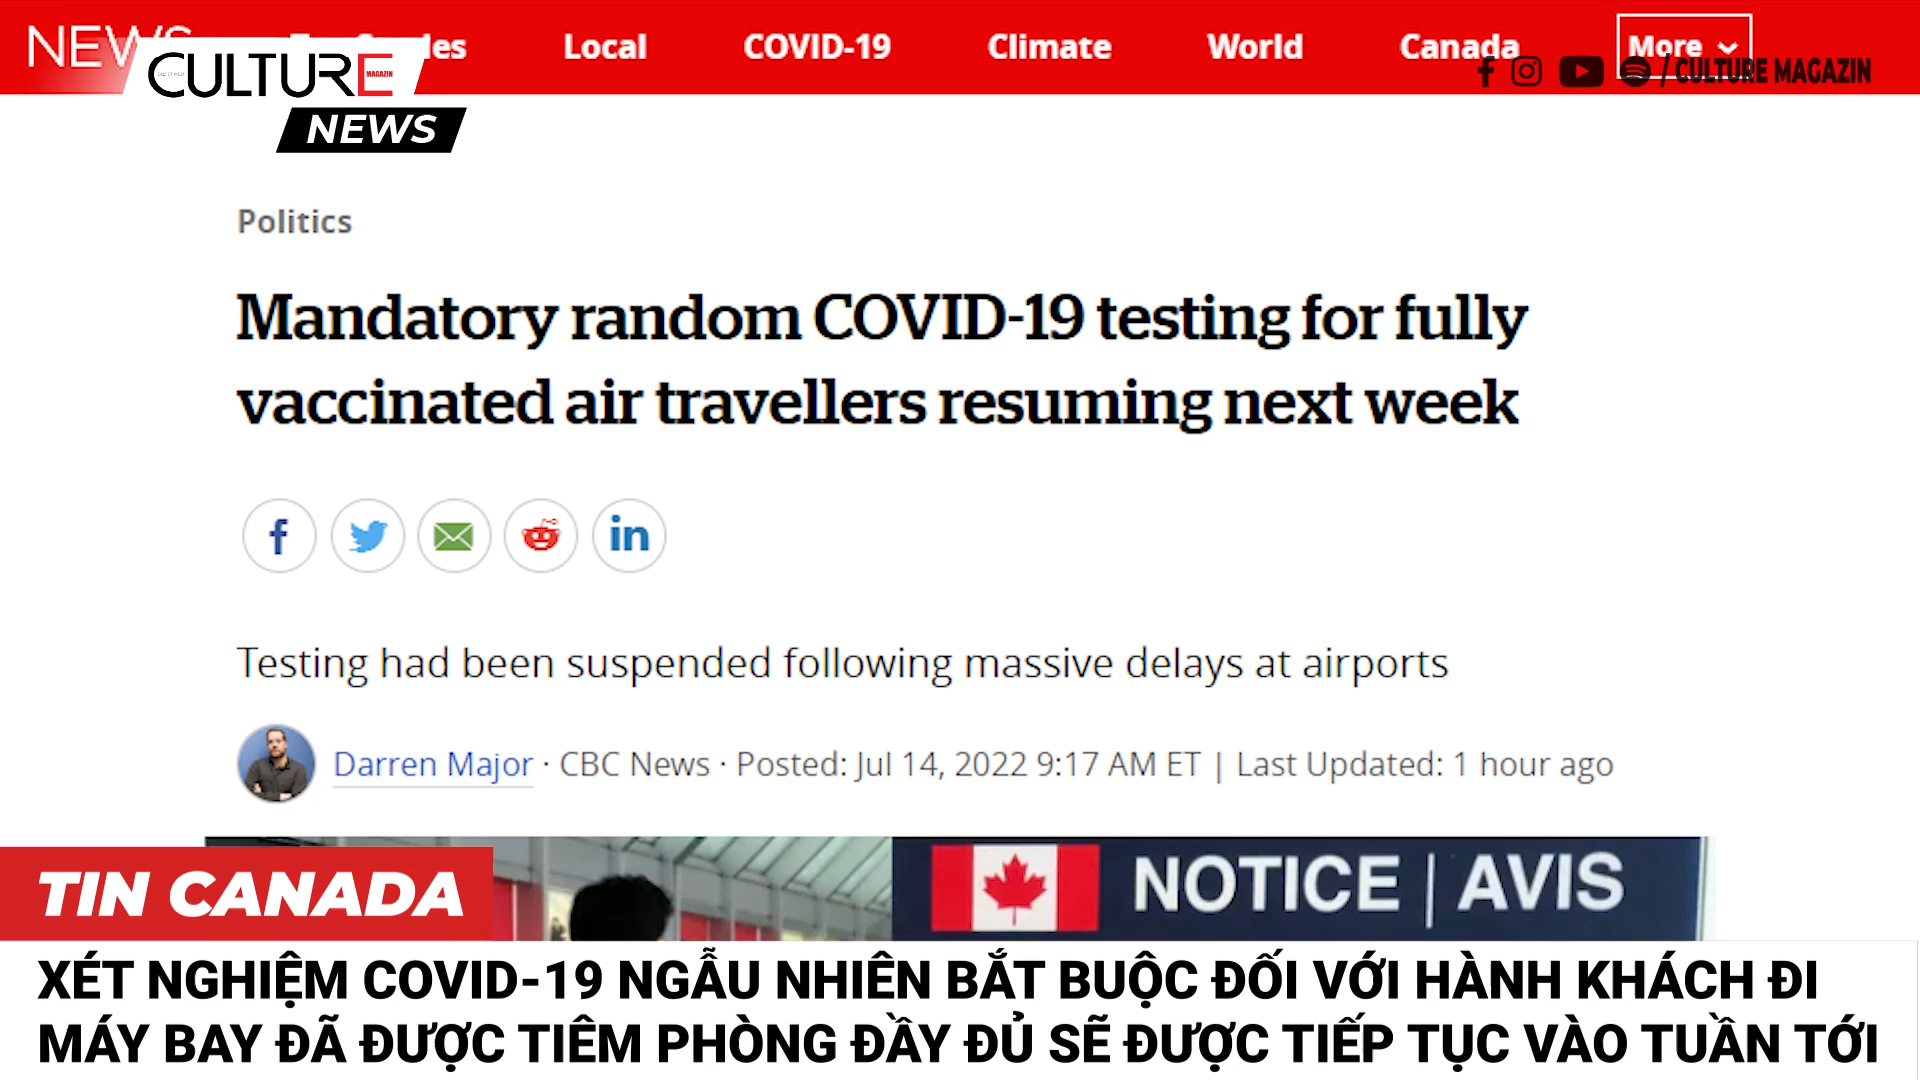 NEWS
Local COVID-19 Climate World Canada More
CULTURE
MAGAZIN
NEWS
/ CULTURE MAGAZIN
Politics
Mandatory random COVID-19 testing for fully
vaccinated air travellers resuming next week
Testing had been suspended following massive delays at airports
Darren Major · CBC News · Posted: Jul 14, 2022 9:17 AM ET | Last Updated: 1 hour ago
NOTICE | AVIS
TIN CANADA
XÉT NGHIỆM COVID-19 NGẪU NHIÊN BẮT BUỘC ĐỐI VỚI HÀNH KHÁCH ĐI
MÁY BAY ĐÃ ĐƯỢC TIÊM PHÒNG ĐẦY ĐỦ SẼ ĐƯỢC TIẾP TỤC VÀO TUẦN TỚI